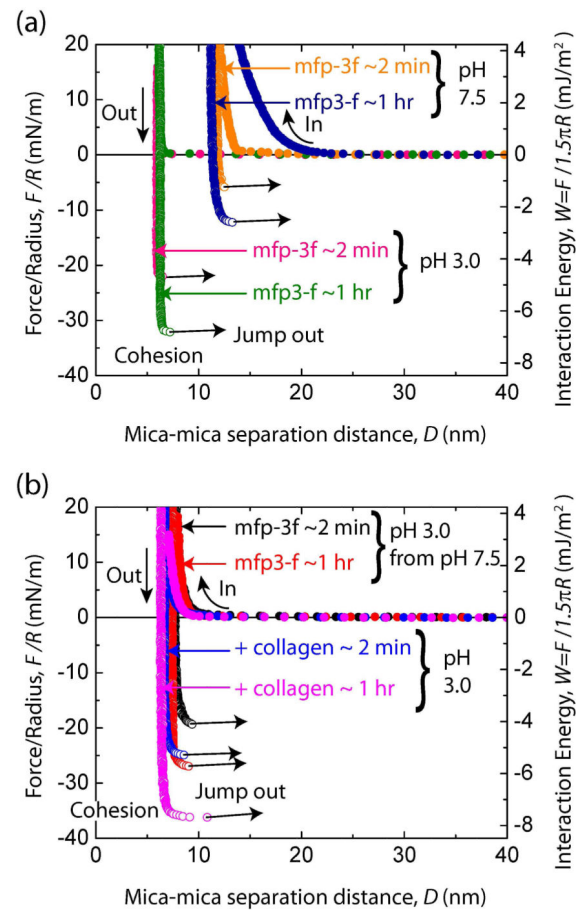 (a)
20
10
0
-10
-20
-30
-40
Force/Radius, F/R (mN/m)
4
2
0
-2
-4
-6
-8
Interaction Energy, W=F /1.5πR (mJ/m²)
mfp-3f ~2 min
mfp3-f ~1 hr
pH
7.5
Out
In
mfp-3f ~2 min
mfp3-f ~1 hr
pH 3.0
Jump out
Cohesion
0 10 20 30 40
Mica-mica separation distance, D (nm)
(b)
20
10
0
-10
-20
-30
-40
Force/Radius, F/R (mN/m)
4
2
0
-2
-4
-6
-8
Interaction Energy, W=F /1.5πR (mJ/m²
mfp-3f ~2 min
mfp3-f ~1 hr
pH 3.0
from pH 7.5
Out
In
+ collagen ~ 2 min
+ collagen ~ 1 hr
pH
3.0
Jump out
Cohesion
0 10 20 30 40
Mica-mica separation distance, D (nm)